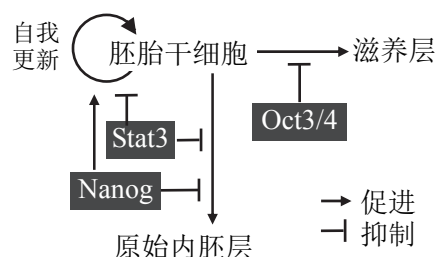 自我
更新
胚胎干细胞
滋养层
Stat3
Oct3/4
Nanog
促进
抑制
原始内胚层